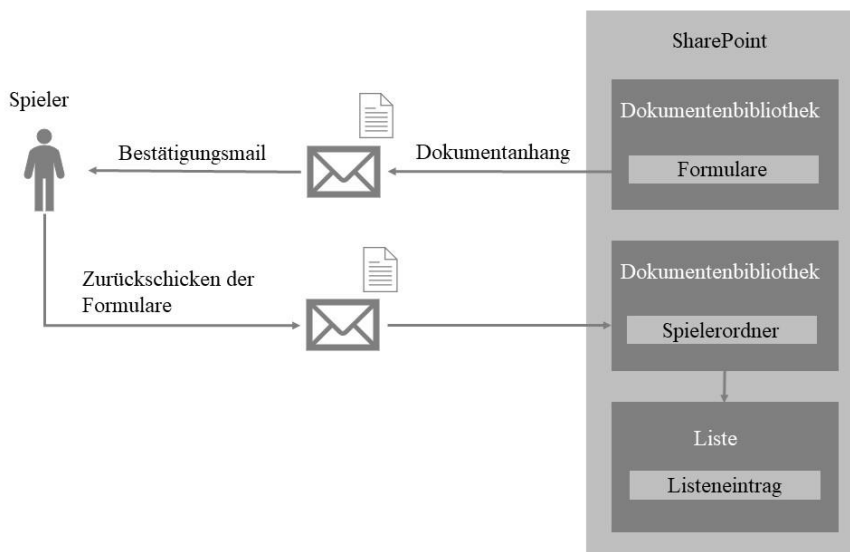 SharePoint
Spieler
Dokumentenbibliothek
Bestätigungsmail
Dokumentanhang
Formulare
Zurückschicken der
Formulare
Dokumentenbibliothek
Spielerordner
Liste
Listeneintrag